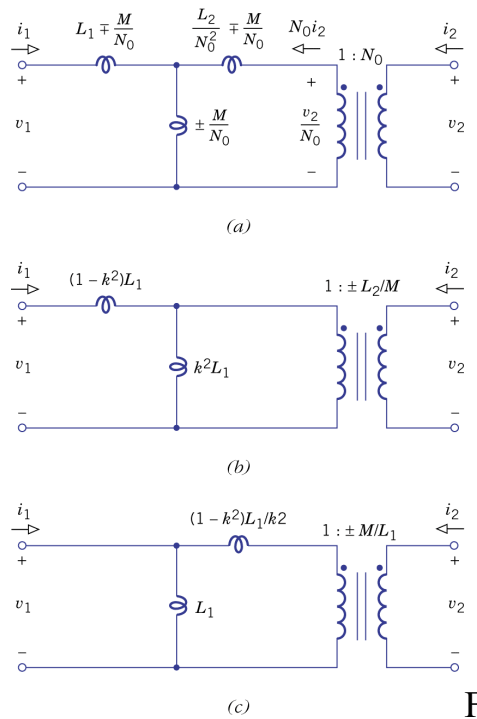 i₁ L₁ ∓ M/N₀ L₂/N₀² ∓ M/N₀ N₀i₂ 1 : N₀ i₂
+ + +
v₁ ± M/N₀ v₂/N₀ v₂
− − −
(a)
i₁ (1 - k²)L₁ 1 : ± L₂/M i₂
+ +
v₁ k²L₁ v₂
− −
(b)
i₁ (1 - k²)L₁/k2 1 : ± M/L₁ i₂
+ +
v₁ L₁ v₂
− −
(c)